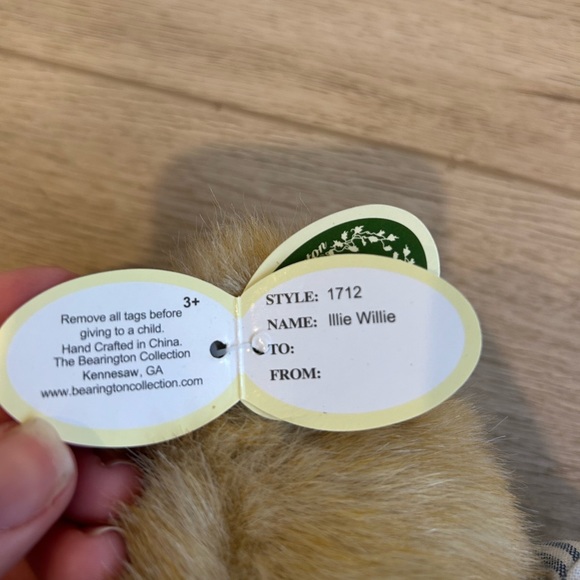 3+
Remove all tags before
giving to a child.
Hand Crafted in China.
The Bearington Collection
Kennesaw, GA
www.bearingtoncollection.com
STYLE: 1712
NAME: Illie Willie
TO:
FROM: